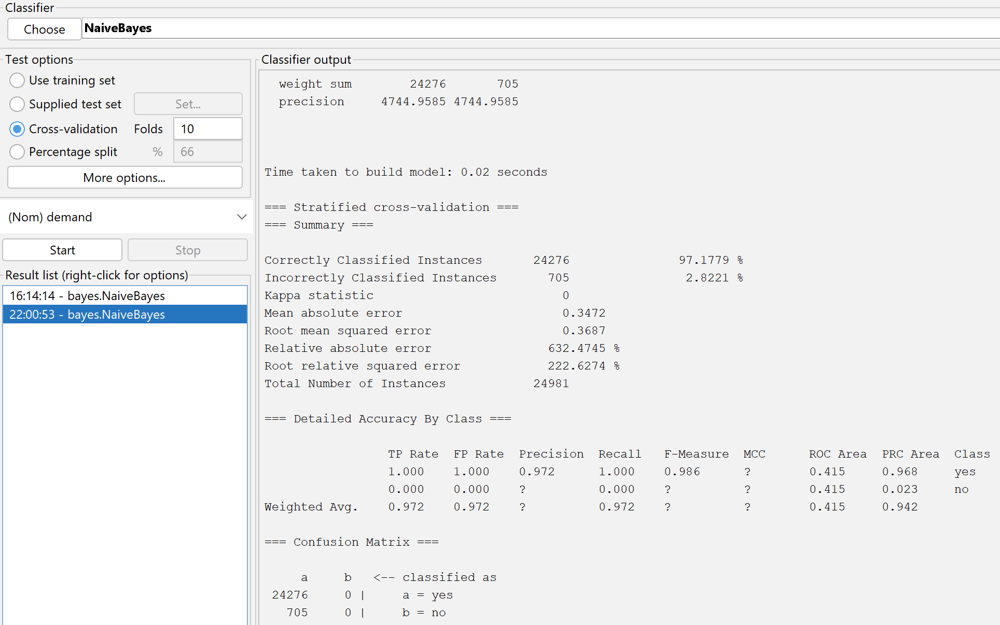 Classifier
Choose NaiveBayes
Test options
Use training set
Supplied test set Set...
Cross-validation Folds 10
Percentage split % 66
More options...
(Nom) demand
Start Stop
Result list (right-click for options)
16:14:14 - bayes.NaiveBayes
22:00:53 - bayes.NaiveBayes
Classifier output
weight sum 24276 705
precision 4744.9585 4744.9585
Time taken to build model: 0.02 seconds
=== Stratified cross-validation ===
=== Summary ===
Correctly Classified Instances 24276 97.1779 %
Incorrectly Classified Instances 705 2.8221 %
Kappa statistic 0
Mean absolute error 0.3472
Root mean squared error 0.3687
Relative absolute error 632.4745 %
Root relative squared error 222.6274 %
Total Number of Instances 24981
=== Detailed Accuracy By Class ===
TP Rate FP Rate Precision Recall F-Measure MCC ROC Area PRC Area Class
1.000 1.000 0.972 1.000 0.986 ? 0.415 0.968 yes
0.000 0.000 ? 0.000 ? ? 0.415 0.023 no
Weighted Avg. 0.972 0.972 ? 0.972 ? ? 0.415 0.942
=== Confusion Matrix ===
a b <-- classified as
24276 0 | a = yes
705 0 | b = no